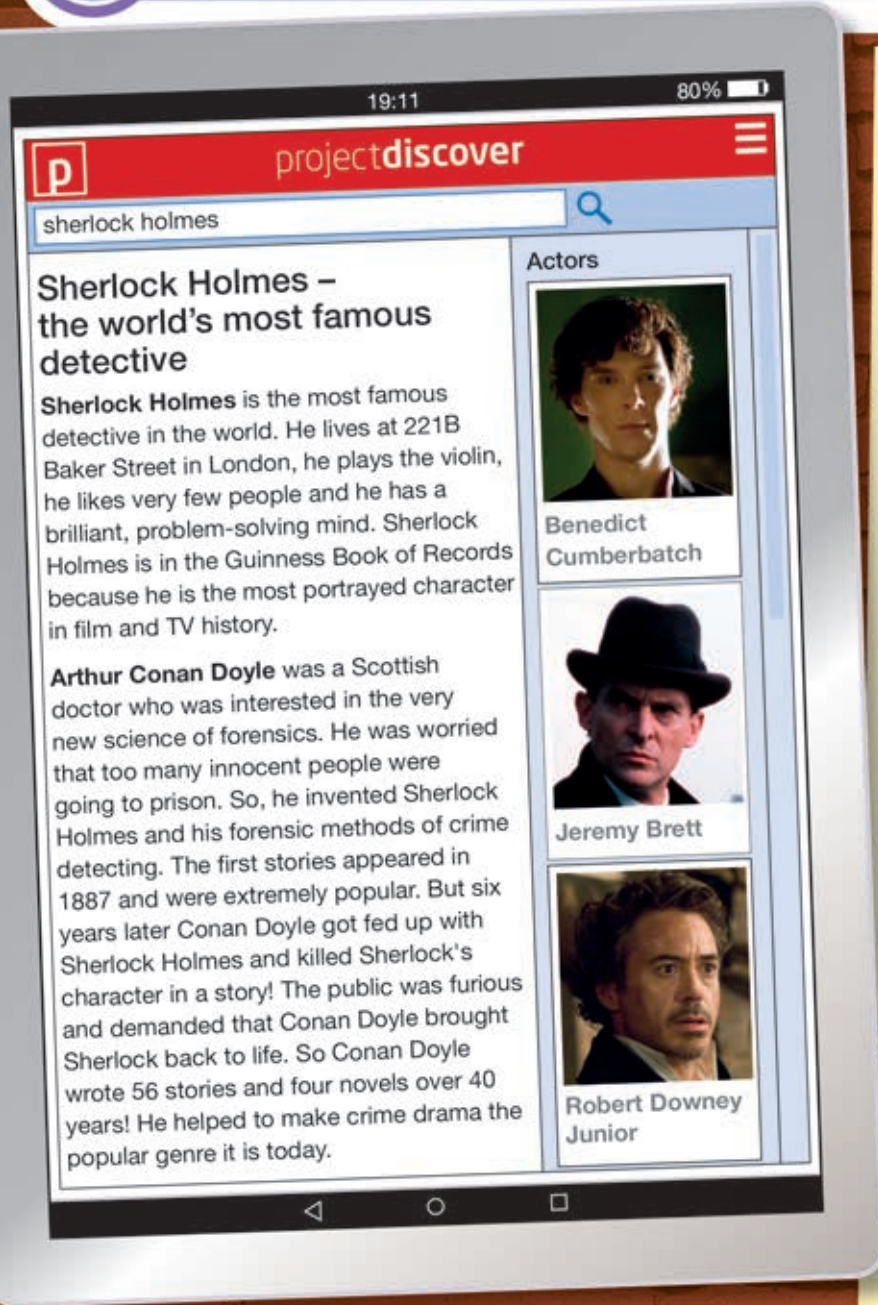 19:11
80%
p
projectdiscover
sherlock holmes
Sherlock Holmes –
the world's most famous
detective
Sherlock Holmes is the most famous
detective in the world. He lives at 221B
Baker Street in London, he plays the violin,
he likes very few people and he has a
brilliant, problem-solving mind. Sherlock
Holmes is in the Guinness Book of Records
because he is the most portrayed character
in film and TV history.
Arthur Conan Doyle was a Scottish
doctor who was interested in the very
new science of forensics. He was worried
that too many innocent people were
going to prison. So, he invented Sherlock
Holmes and his forensic methods of crime
detecting. The first stories appeared in
1887 and were extremely popular. But six
years later Conan Doyle got fed up with
Sherlock Holmes and killed Sherlock's
character in a story! The public was furious
and demanded that Conan Doyle brought
Sherlock back to life. So Conan Doyle
wrote 56 stories and four novels over 40
years! He helped to make crime drama the
popular genre it is today.
Actors
Benedict
Cumberbatch
Jeremy Brett
Robert Downey
Junior